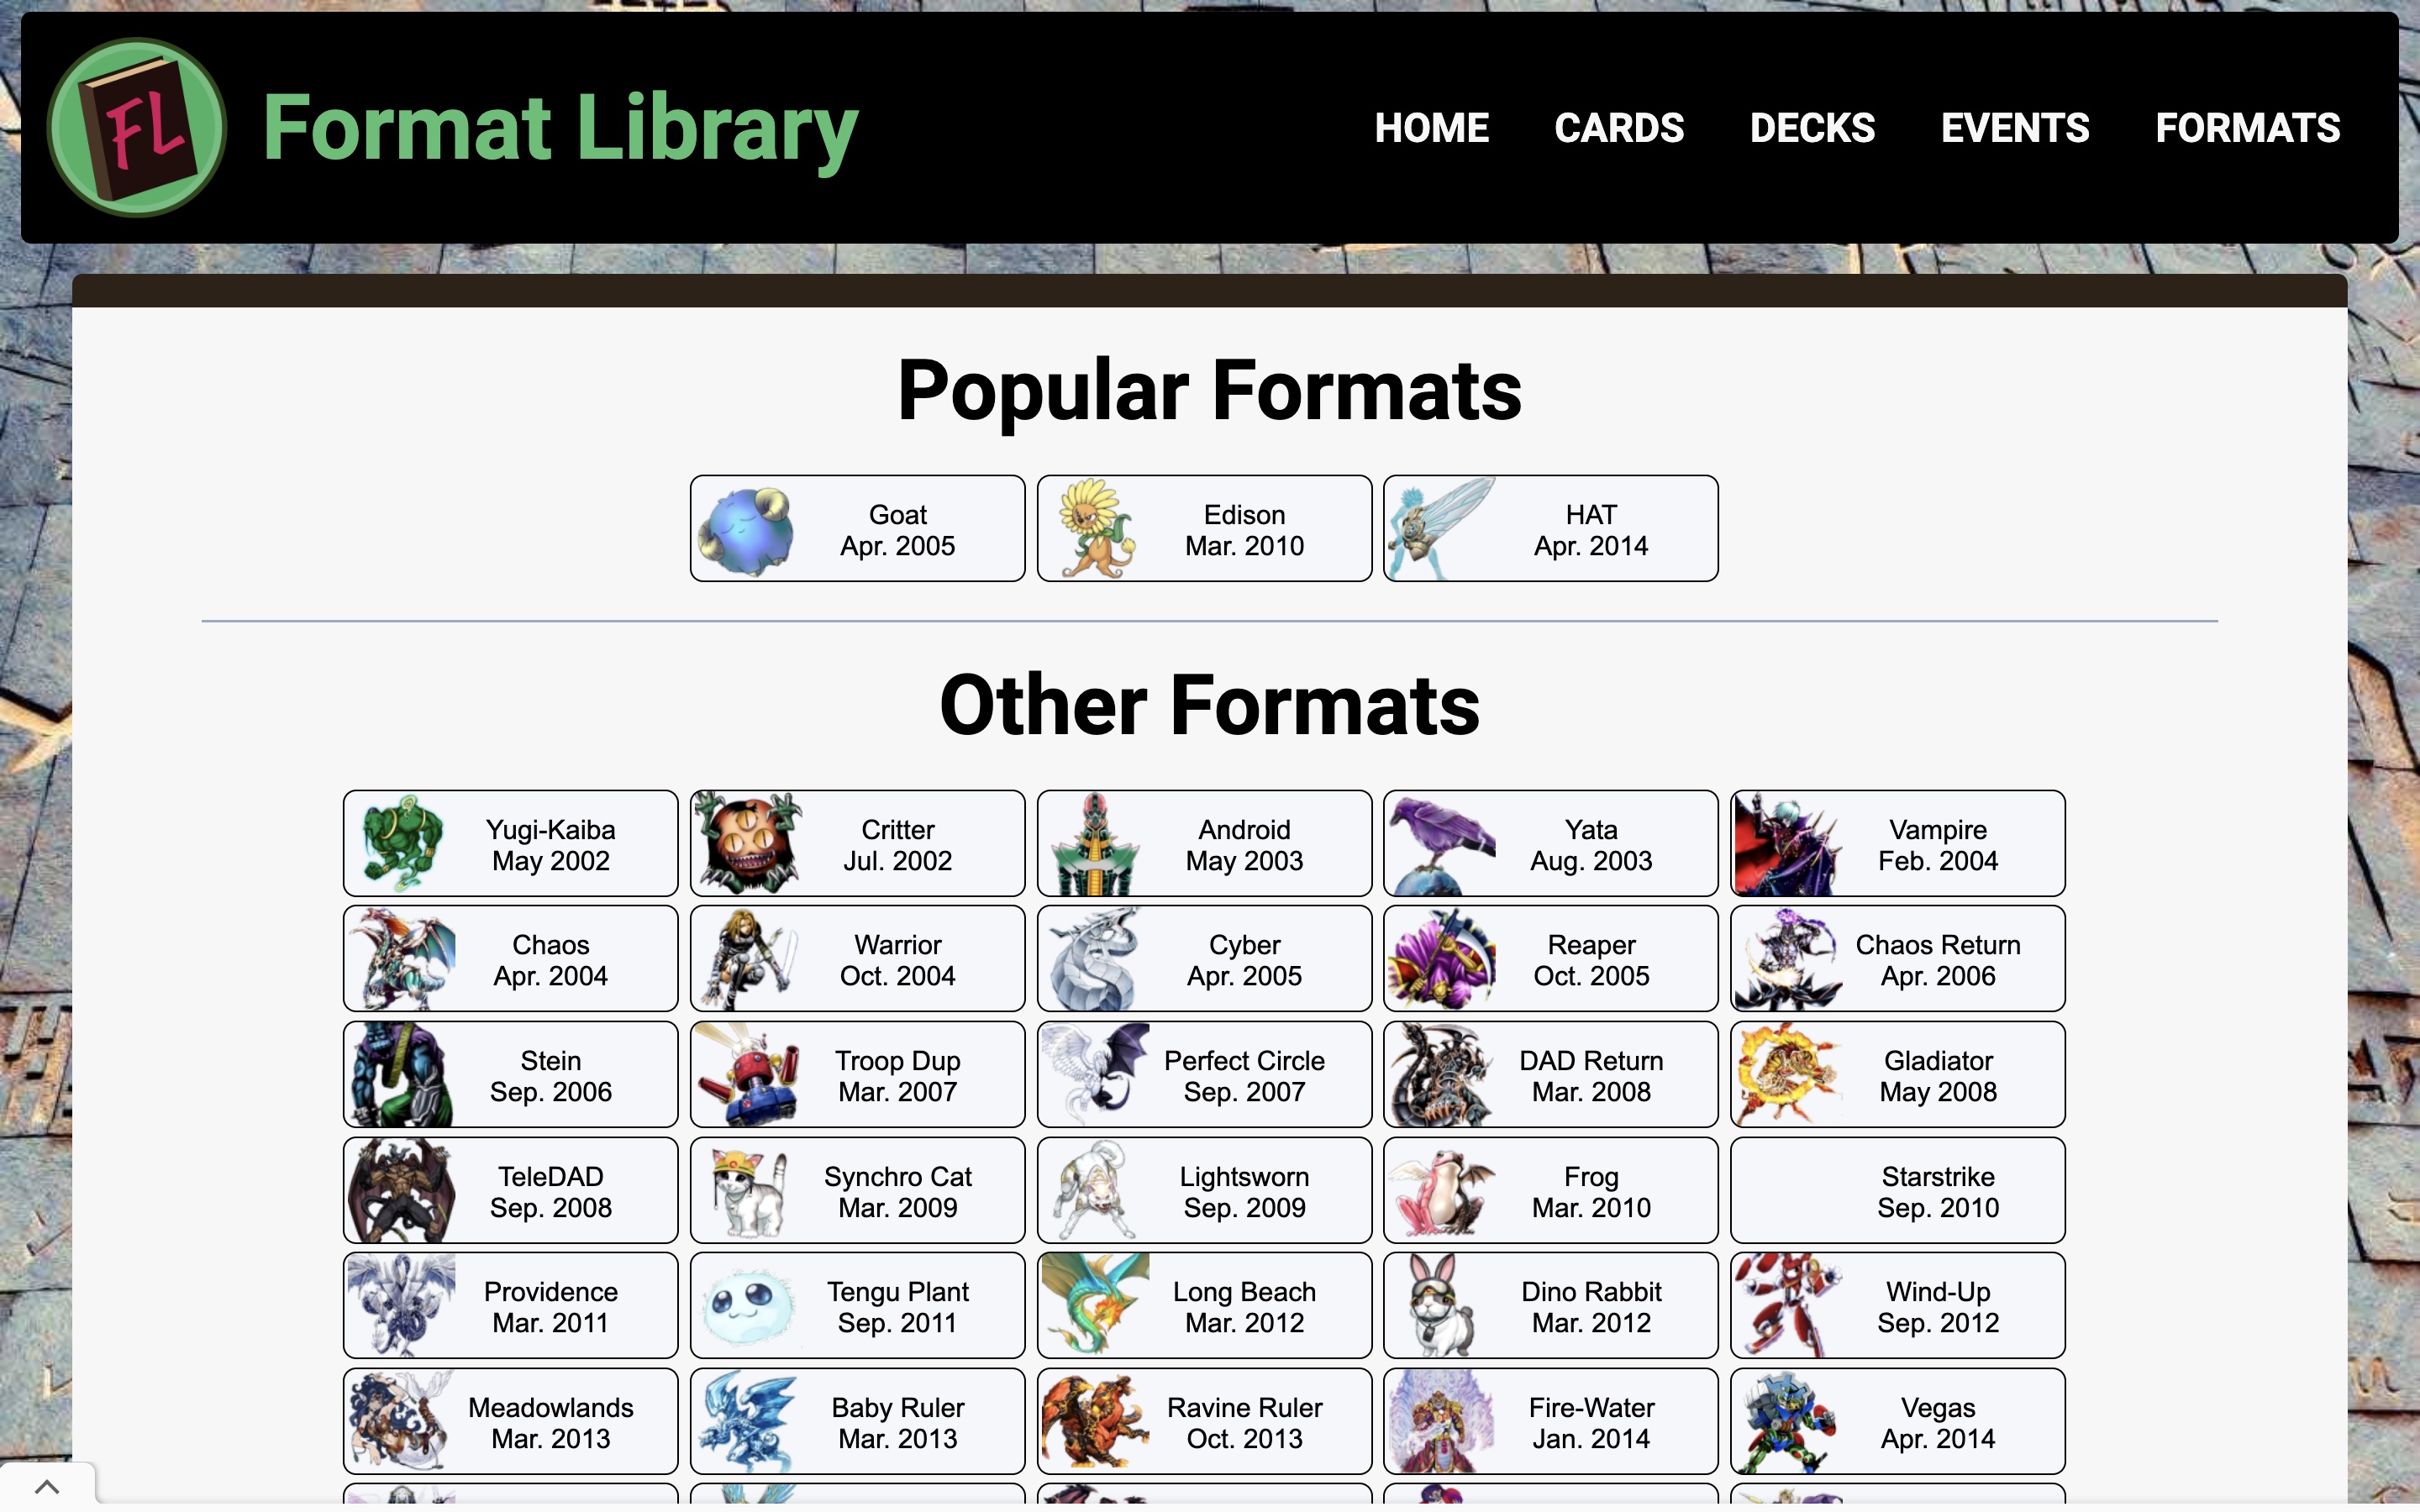 FL
Format Library
HOME
CARDS
DECKS
EVENTS
FORMATS
Popular Formats
Goat
Apr. 2005
Edison
Mar. 2010
HAT
Apr. 2014
Other Formats
Yugi-Kaiba
May 2002
Critter
Jul. 2002
Android
May 2003
Yata
Aug. 2003
Vampire
Feb. 2004
Chaos
Apr. 2004
Warrior
Oct. 2004
Cyber
Apr. 2005
Reaper
Oct. 2005
Chaos Return
Apr. 2006
Stein
Sep. 2006
Troop Dup
Mar. 2007
Perfect Circle
Sep. 2007
DAD Return
Mar. 2008
Gladiator
May 2008
TeleDAD
Sep. 2008
Synchro Cat
Mar. 2009
Lightsworn
Sep. 2009
Frog
Mar. 2010
Starstrike
Sep. 2010
Providence
Mar. 2011
Tengu Plant
Sep. 2011
Long Beach
Mar. 2012
Dino Rabbit
Mar. 2012
Wind-Up
Sep. 2012
Meadowlands
Mar. 2013
Baby Ruler
Mar. 2013
Ravine Ruler
Oct. 2013
Fire-Water
Jan. 2014
Vegas
Apr. 2014